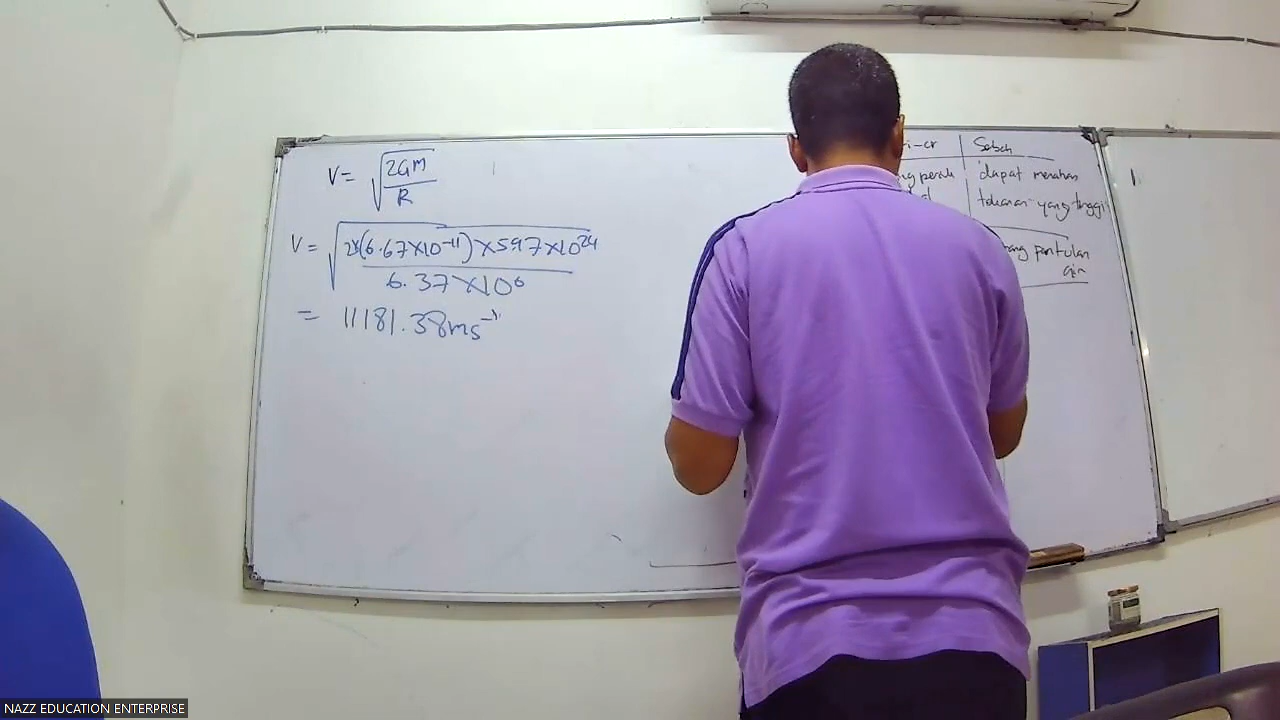 V = √2GM
R
V = √2x(6.67×10⁻¹¹)×5.97×10²⁴
6.37×10⁶
= 11181.38ms⁻¹
Sebab
dapat menahan
tekanan yang tinggi
pantulan
air
NAZZ EDUCATION ENTERPRISE